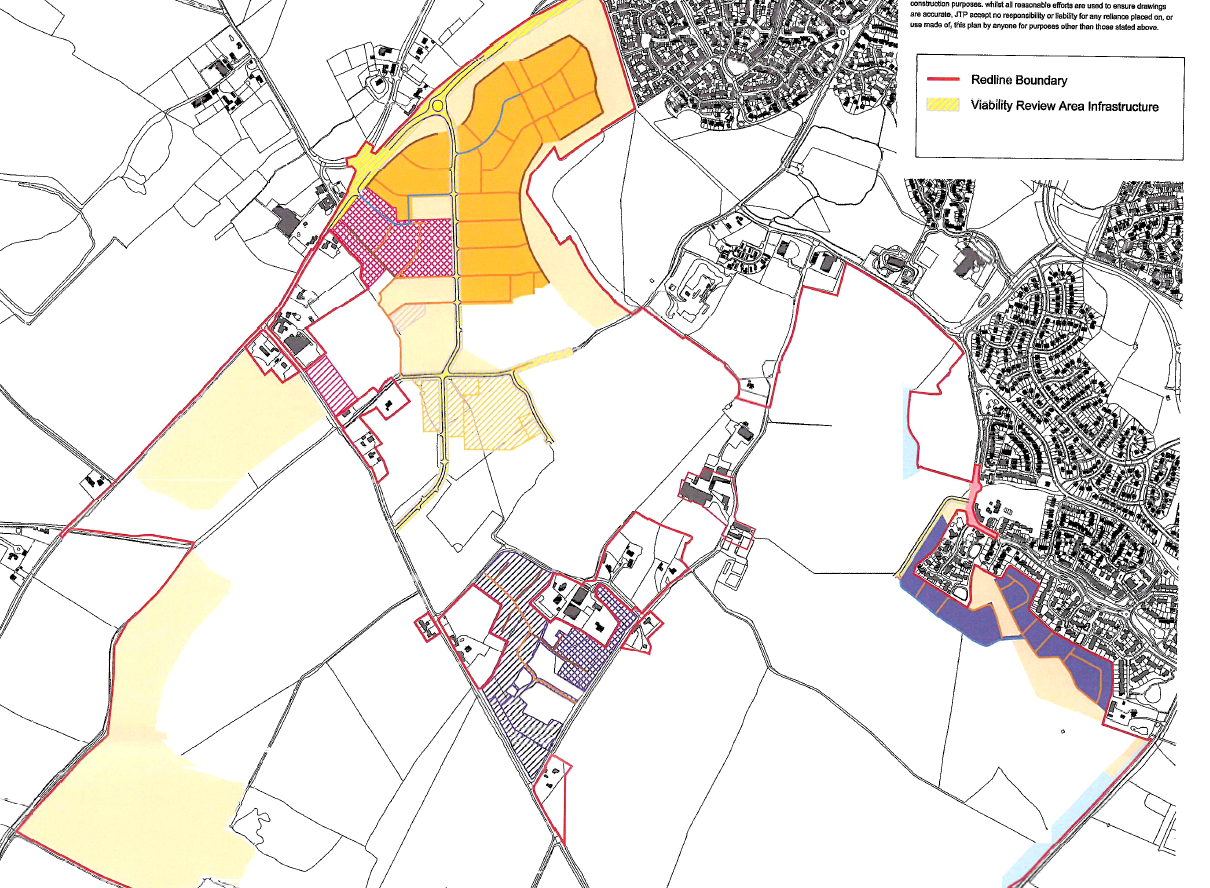 construction purposes. whilst all reasonable efforts are used to ensure drawings
are accurate, JTP accept no responsibility or liability for any reliance placed on, or
use made of, this plan by anyone for purposes other than those stated above.
Redline Boundary
Viability Review Area Infrastructure